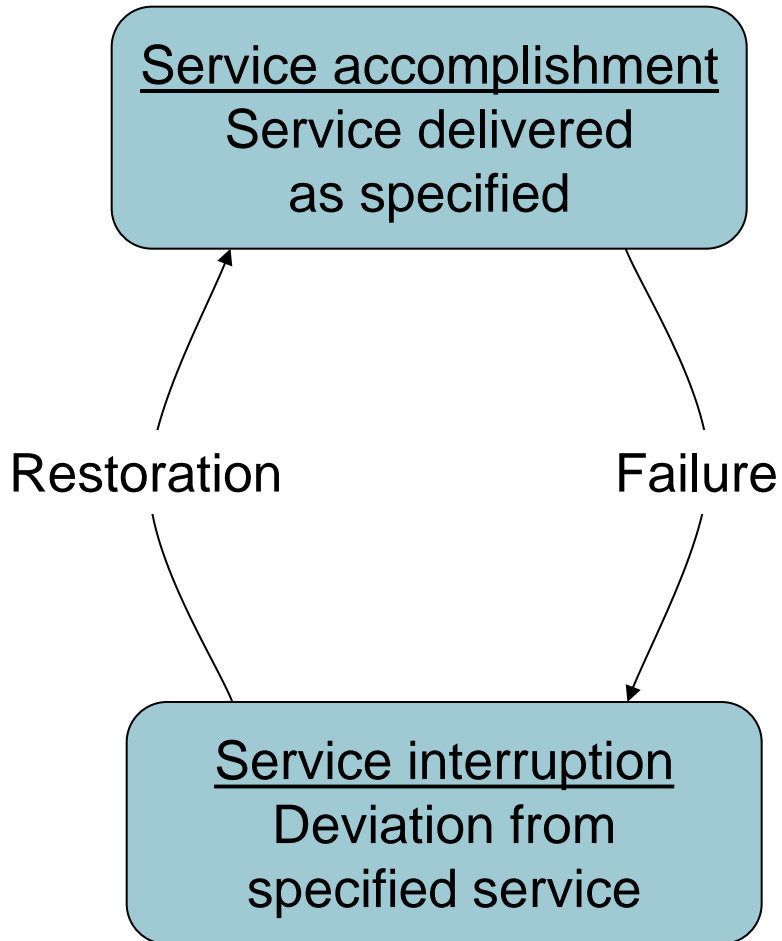 Service accomplishment
Service delivered
as specified
Restoration
Failure
Service interruption
Deviation from
specified service